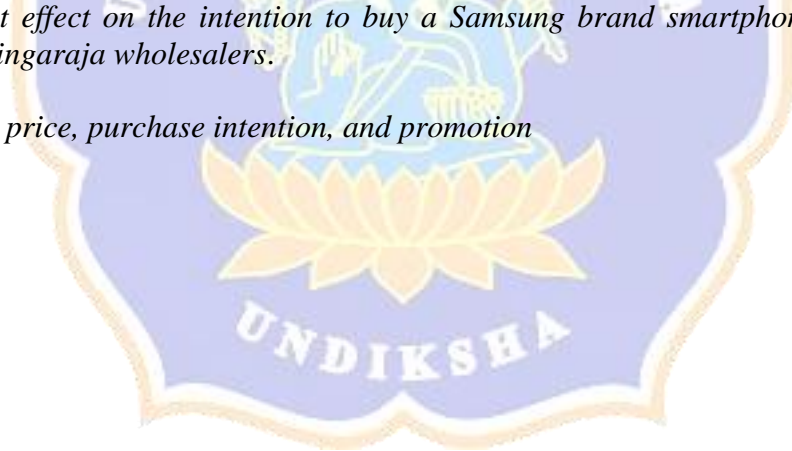 t effect on the intention to buy a Samsung brand smartphon
ingaraja wholesalers.
price, purchase intention, and promotion
UNDIKSHA